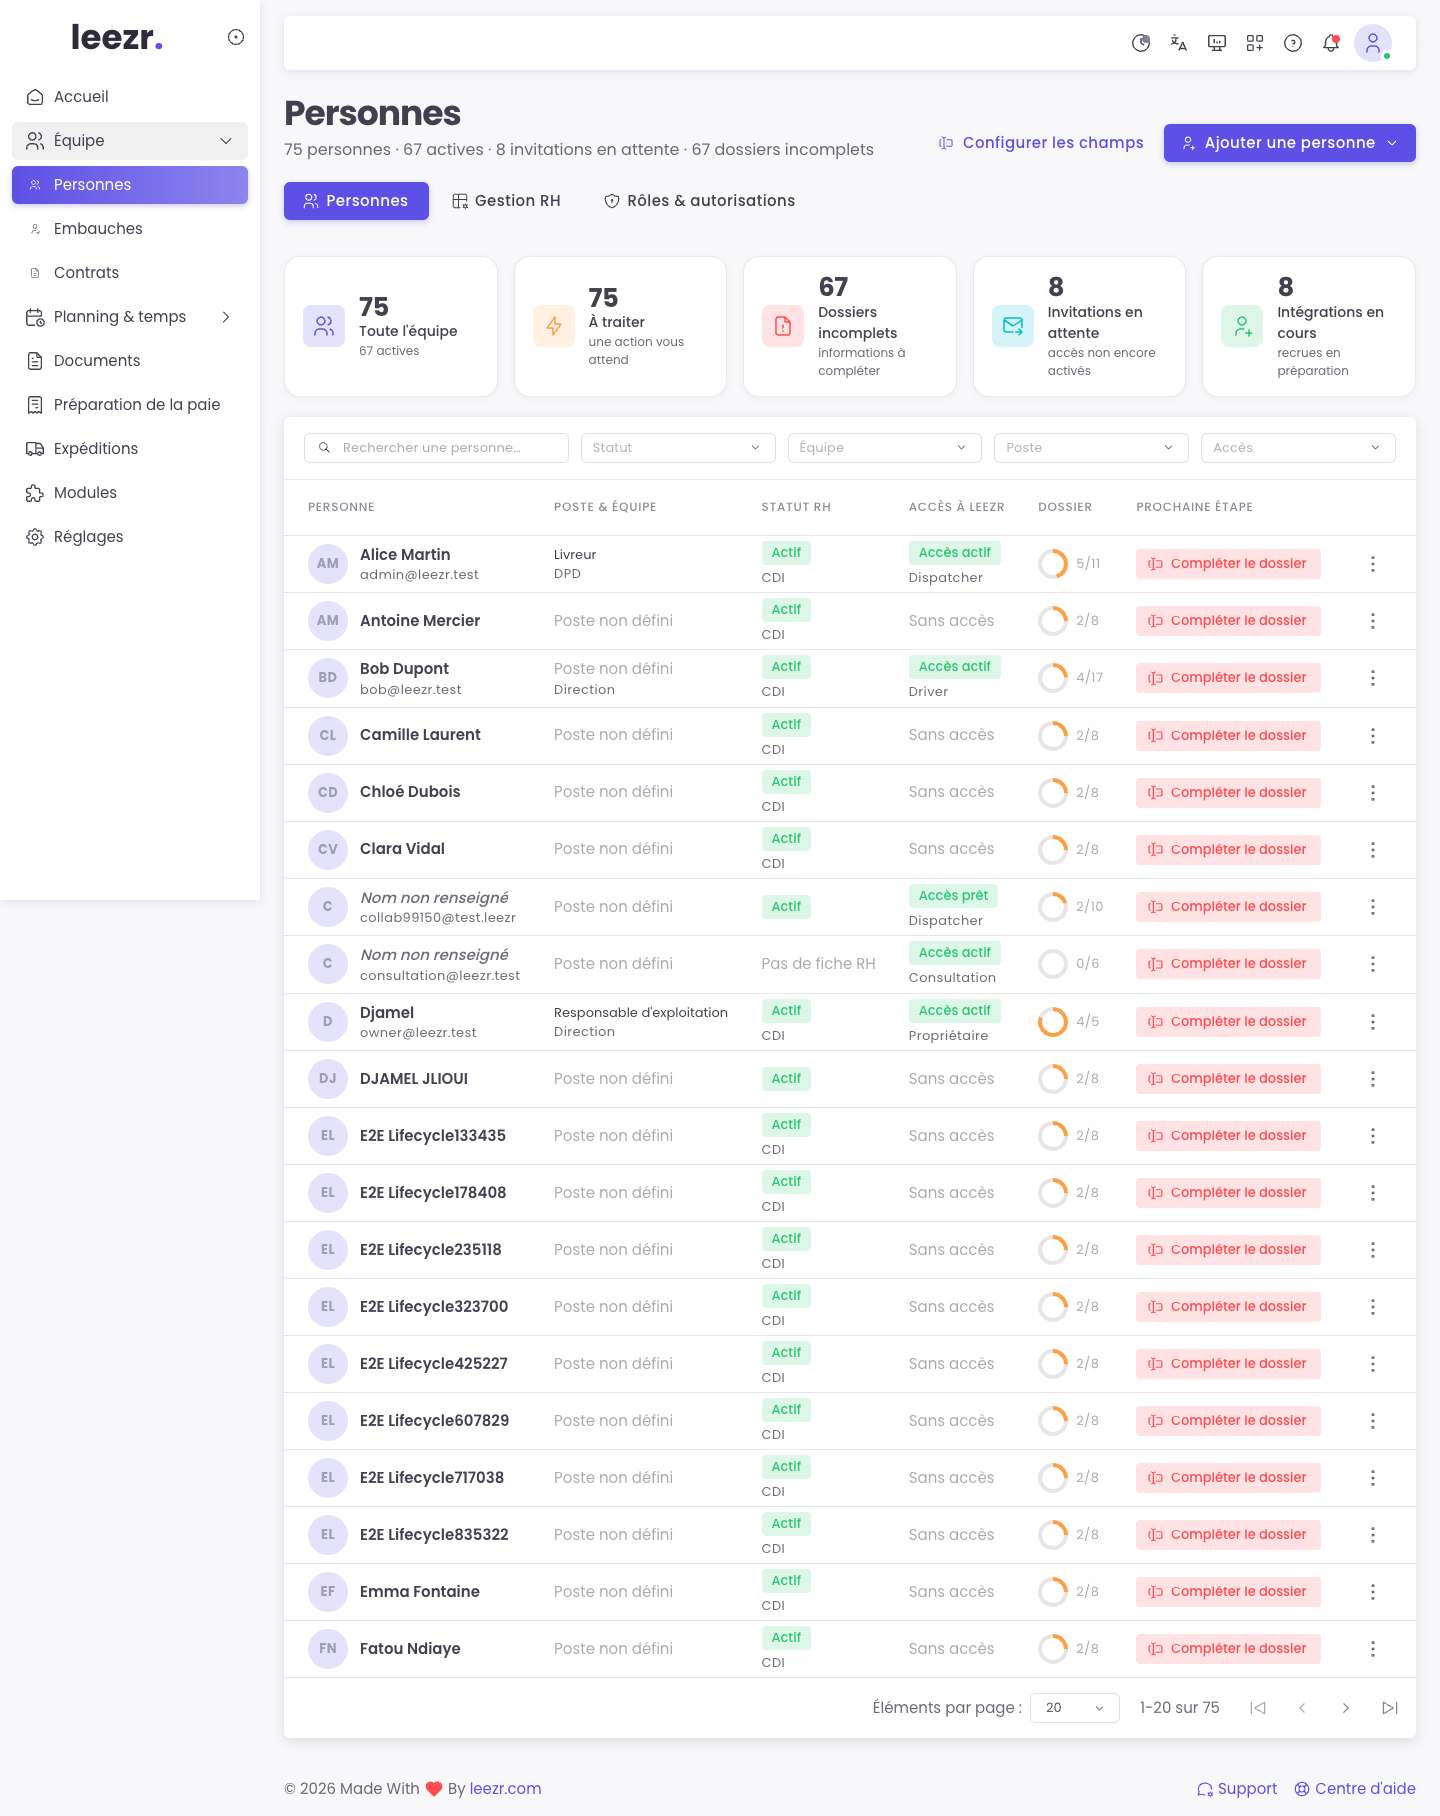 leezr.
Accueil
Équipe
Personnes
Embauches
Contrats
Planning & temps
Documents
Préparation de la paie
Expéditions
Modules
Réglages
Personnes
75 personnes · 67 actives · 8 invitations en attente · 67 dossiers incomplets
Configurer les champs
Ajouter une personne
Personnes
Gestion RH
Rôles & autorisations
75
Toute l'équipe
67 actives
75
À traiter
une action vous
attend
67
Dossiers
incomplets
informations à
compléter
8
Invitations en
attente
accès non encore
activés
8
Intégrations en
cours
recrues en
préparation
Rechercher une personne...
Statut
Équipe
Poste
Accès
PERSONNE POSTE & ÉQUIPE STATUT RH ACCÈS À LEEZR DOSSIER PROCHAINE ÉTAPE
AM Alice Martin Livreur Actif Accès actif 5/11 Compléter le dossier
admin@leezr.test DPD CDI Dispatcher
AM Antoine Mercier Poste non défini Actif Sans accès 2/8 Compléter le dossier
CDI
BD Bob Dupont Poste non défini Actif Accès actif 4/17 Compléter le dossier
bob@leezr.test Direction CDI Driver
CL Camille Laurent Poste non défini Actif Sans accès 2/8 Compléter le dossier
CDI
CD Chloé Dubois Poste non défini Actif Sans accès 2/8 Compléter le dossier
CDI
CV Clara Vidal Poste non défini Actif Sans accès 2/8 Compléter le dossier
CDI
C Nom non renseigné Poste non défini Actif Accès prêt 2/10 Compléter le dossier
collab99150@test.leezr Dispatcher
C Nom non renseigné Poste non défini Pas de fiche RH Accès actif 0/6 Compléter le dossier
consultation@leezr.test Consultation
D Djamel Responsable d'exploitation Actif Accès actif 4/5 Compléter le dossier
owner@leezr.test Direction CDI Propriétaire
DJ DJAMEL JLIOUI Poste non défini Actif Sans accès 2/8 Compléter le dossier
EL E2E Lifecycle133435 Poste non défini Actif Sans accès 2/8 Compléter le dossier
CDI
EL E2E Lifecycle178408 Poste non défini Actif Sans accès 2/8 Compléter le dossier
CDI
EL E2E Lifecycle235118 Poste non défini Actif Sans accès 2/8 Compléter le dossier
CDI
EL E2E Lifecycle323700 Poste non défini Actif Sans accès 2/8 Compléter le dossier
CDI
EL E2E Lifecycle425227 Poste non défini Actif Sans accès 2/8 Compléter le dossier
CDI
EL E2E Lifecycle607829 Poste non défini Actif Sans accès 2/8 Compléter le dossier
CDI
EL E2E Lifecycle717038 Poste non défini Actif Sans accès 2/8 Compléter le dossier
CDI
EL E2E Lifecycle835322 Poste non défini Actif Sans accès 2/8 Compléter le dossier
CDI
EF Emma Fontaine Poste non défini Actif Sans accès 2/8 Compléter le dossier
CDI
FN Fatou Ndiaye Poste non défini Actif Sans accès 2/8 Compléter le dossier
CDI
Éléments par page : 20 1-20 sur 75
© 2026 Made With By leezr.com
Support
Centre d'aide